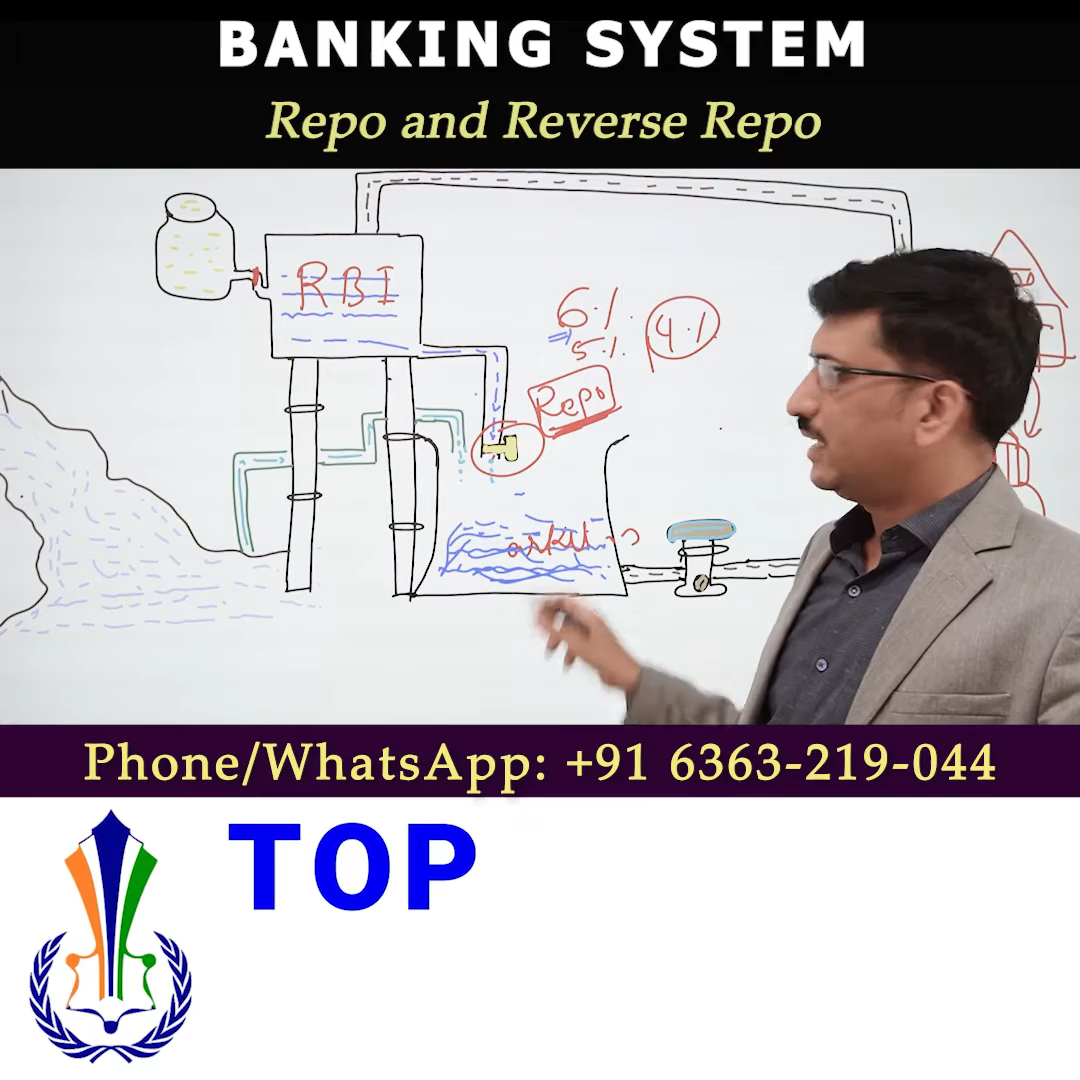 BANKING SYSTEM
Repo and Reverse Repo
RBI
6%
5%
4%
Repo
Phone/WhatsApp: +91 6363-219-044
TOP